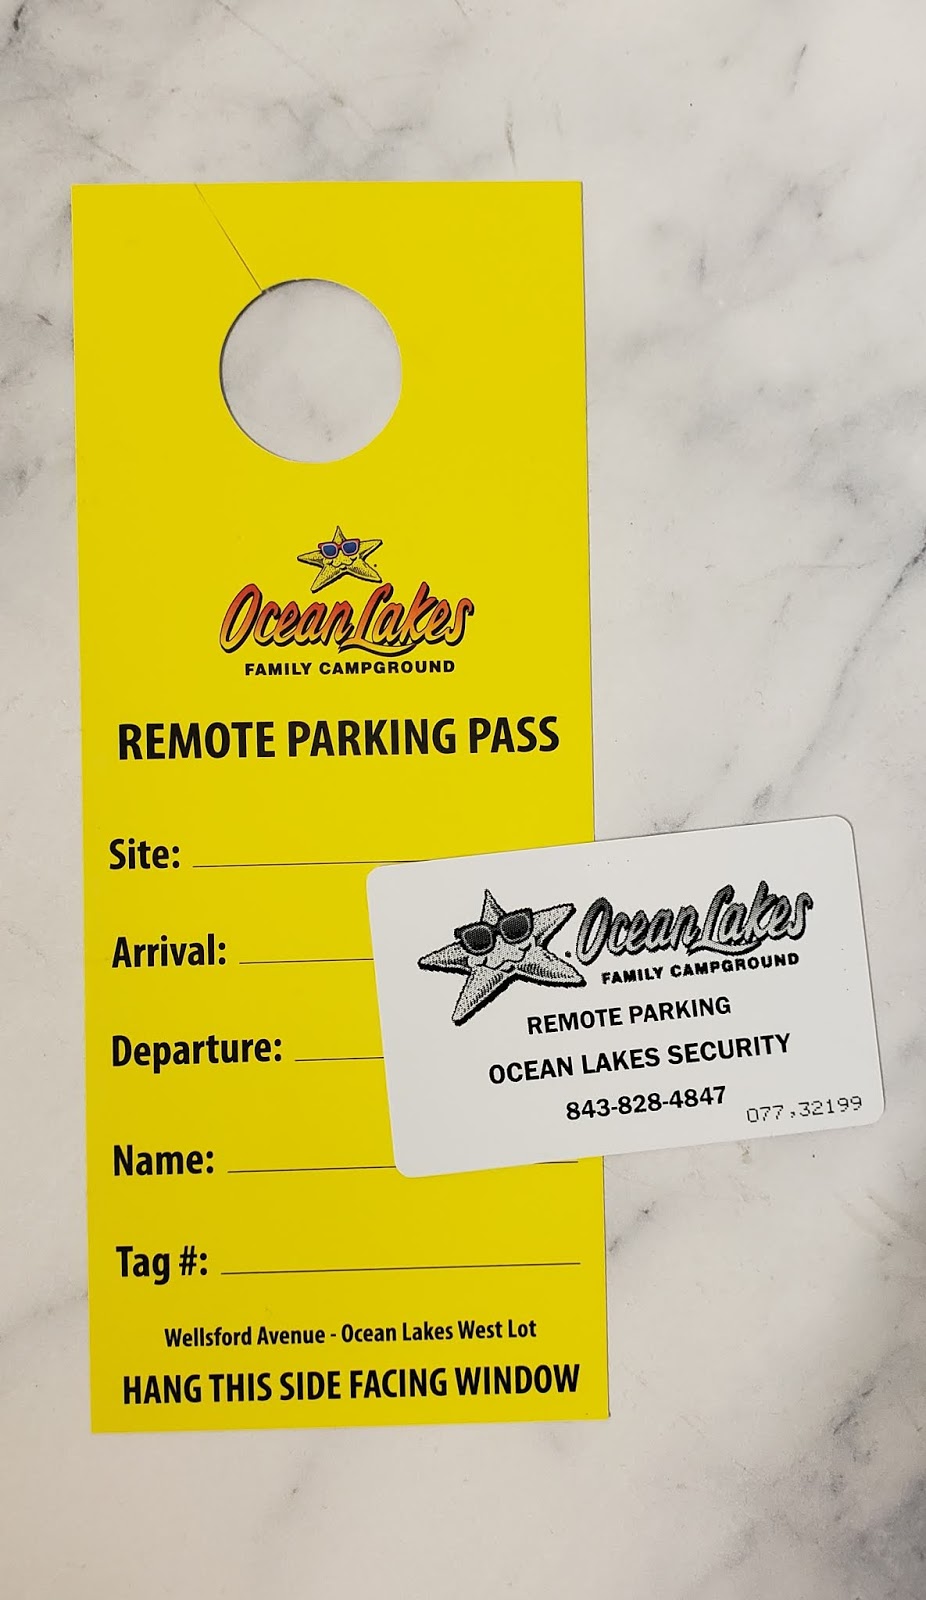 Ocean Lakes
FAMILY CAMPGROUND
REMOTE PARKING PASS
Site:
Arrival:
Departure:
Name:
Tag #:
Wellsford Avenue - Ocean Lakes West Lot
HANG THIS SIDE FACING WINDOW
Ocean Lakes
FAMILY CAMPGROUND
REMOTE PARKING
OCEAN LAKES SECURITY
843-828-4847
077,32199